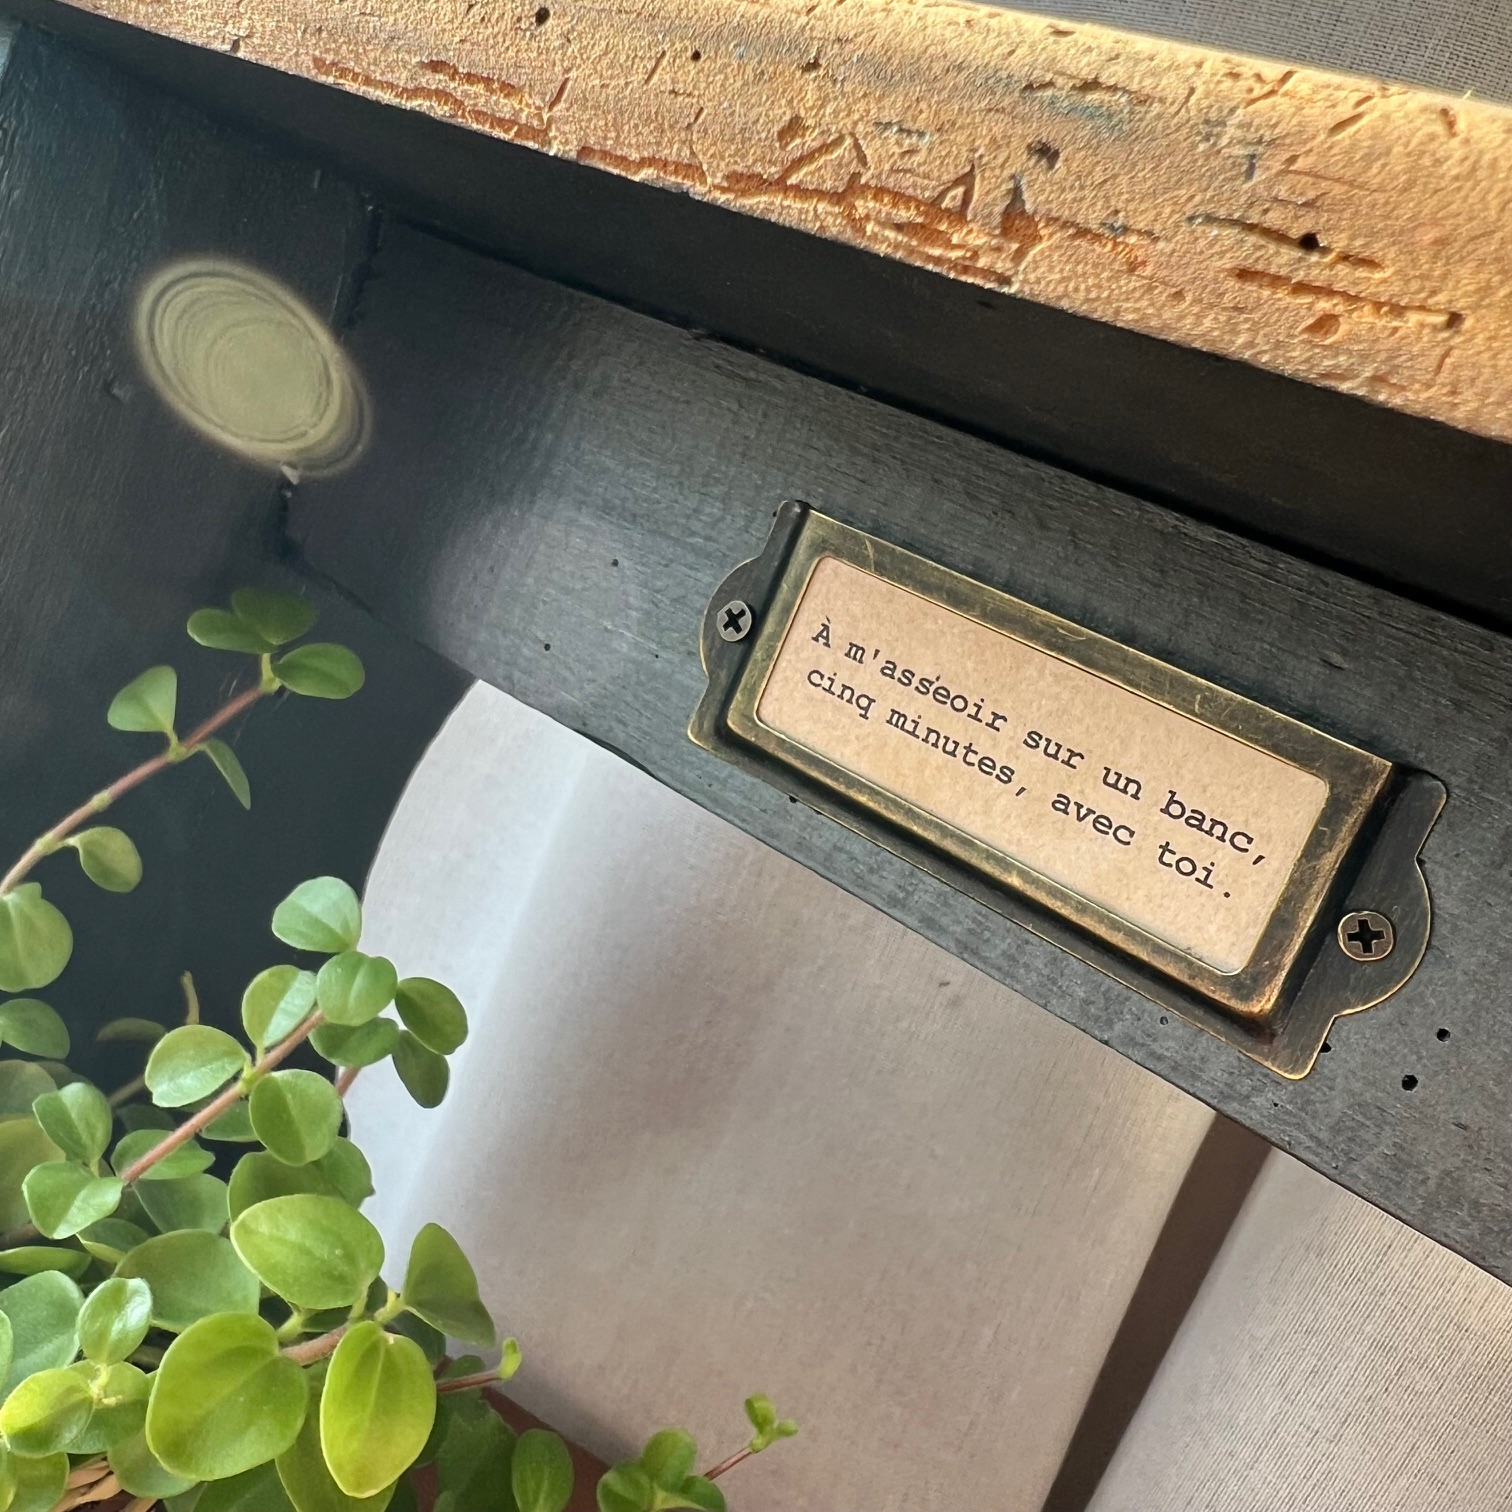 À m'asseoir sur un banc,
cinq minutes, avec toi.